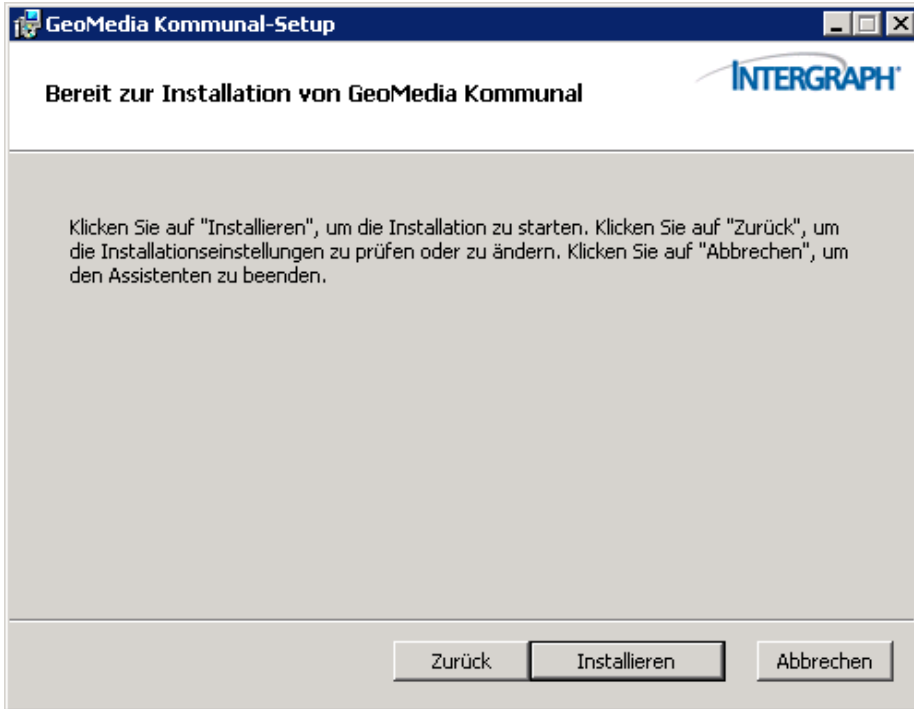 GeoMedia Kommunal-Setup
INTERGRAPH
Bereit zur Installation von GeoMedia Kommunal
Klicken Sie auf "Installieren", um die Installation zu starten. Klicken Sie auf "Zurück", um
die Installationseinstellungen zu prüfen oder zu ändern. Klicken Sie auf "Abbrechen", um
den Assistenten zu beenden.
Zurück
Installieren
Abbrechen